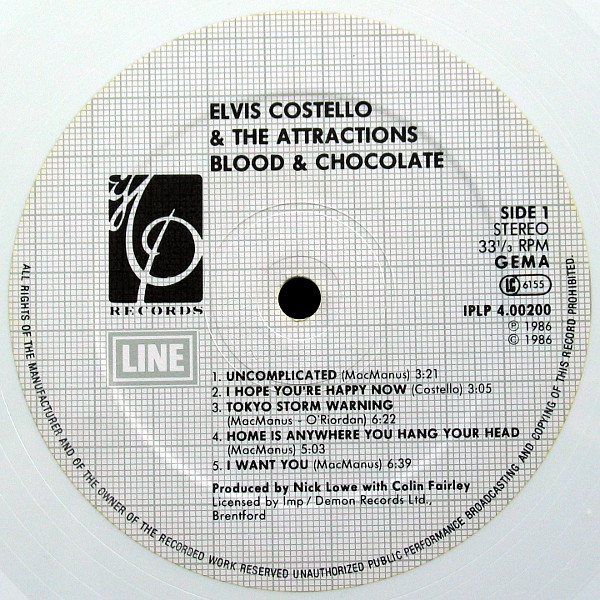 ELVIS COSTELLO
& THE ATTRACTIONS
BLOOD & CHOCOLATE
RECORDS
LINE
SIDE 1
STEREO
33 1/3 RPM
GEMA
LC 6155
IPLP 4.00200
℗ 1986
© 1986
1. UNCOMPLICATED (MacManus) 3:21
2. I HOPE YOU'RE HAPPY NOW (Costello) 3:05
3. TOKYO STORM WARNING
(MacManus - O'Riordan) 6:22
4. HOME IS ANYWHERE YOU HANG YOUR HEAD
(MacManus) 5:03
5. I WANT YOU (MacManus) 6:39
Produced by Nick Lowe with Colin Fairley
Licensed by Imp / Demon Records Ltd.,
Brentford
ALL RIGHTS OF THE MANUFACTURER AND OF THE OWNER OF THE RECORDED WORK RESERVED UNAUTHORIZED PUBLIC PERFORMANCE BROADCASTING AND COPYING OF THIS RECORD PROHIBITED